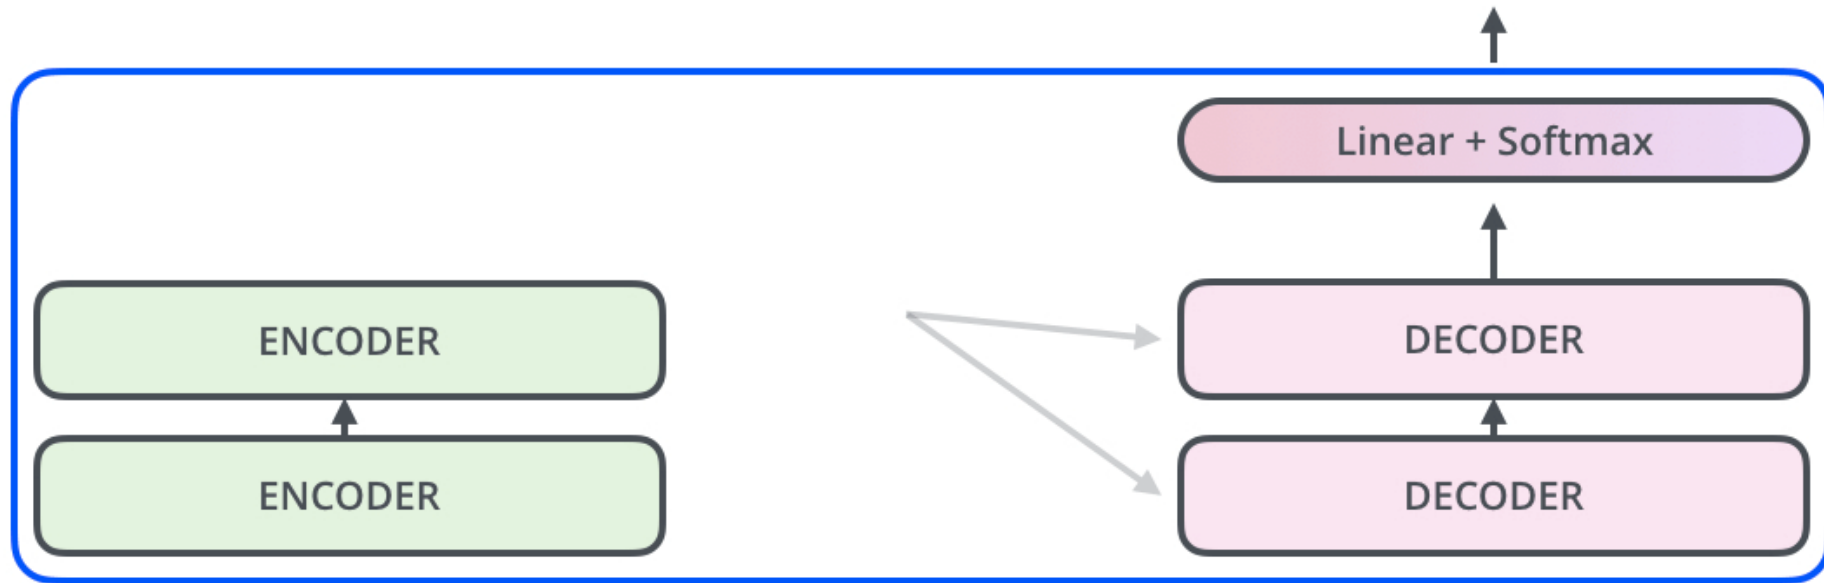 Linear + Softmax
ENCODER
DECODER
ENCODER
DECODER